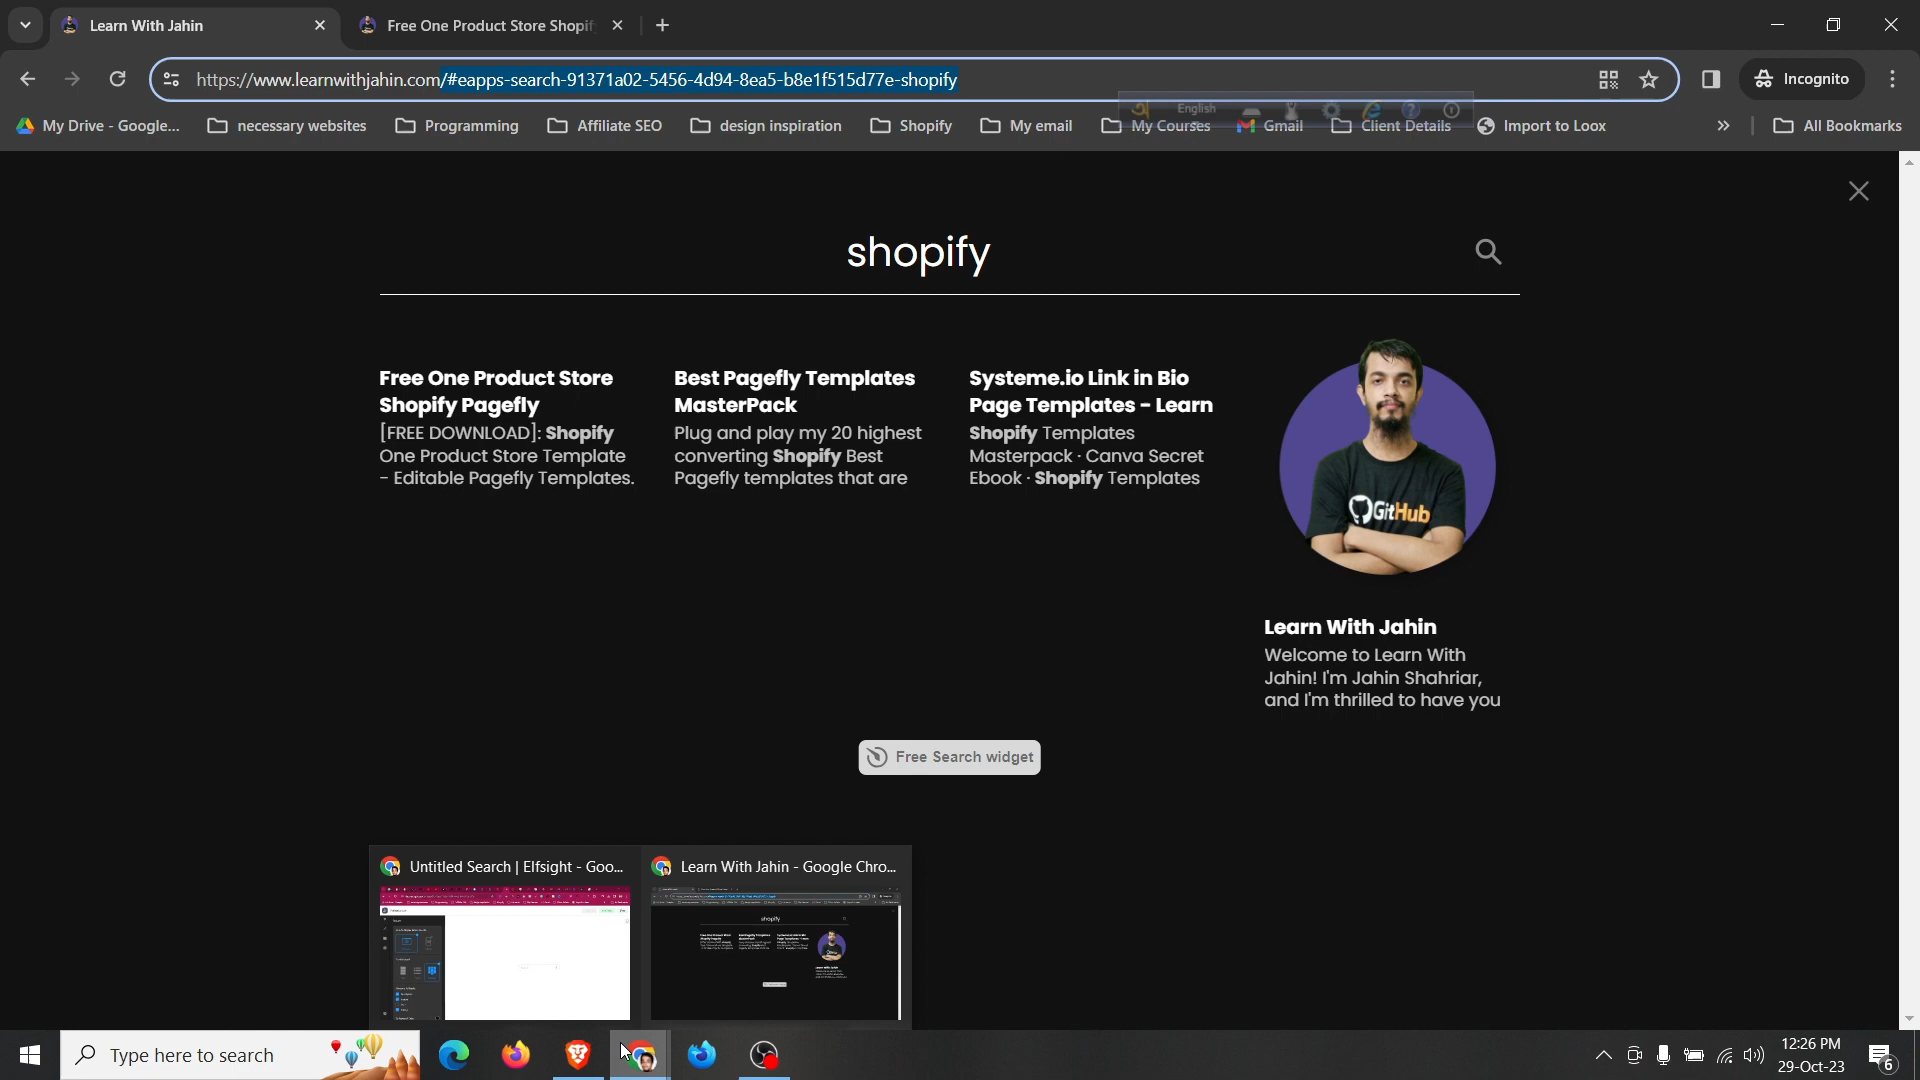 Learn With Jahin
Free One Product Store Shopif
https://www.learnwithjahin.com/#eapps-search-91371a02-5456-4d94-8ea5-b8e1f515d77e-shopify
Incognito
English
My Drive - Google...
necessary websites
Programming
Affiliate SEO
design inspiration
Shopify
My email
My Courses
Gmail
Client Details
Import to Loox
»
All Bookmarks
shopify
Free One Product Store
Shopify Pagefly
[FREE DOWNLOAD]: Shopify
One Product Store Template
- Editable Pagefly Templates.
Best Pagefly Templates
MasterPack
Plug and play my 20 highest
converting Shopify Best
Pagefly templates that are
Systeme.io Link in Bio
Page Templates - Learn
Shopify Templates
Masterpack · Canva Secret
Ebook · Shopify Templates
GitHub
Learn With Jahin
Welcome to Learn With
Jahin! I'm Jahin Shahriar,
and I'm thrilled to have you
Free Search widget
Untitled Search | Elfsight - Goo...
Learn With Jahin - Google Chro...
shopify
Type here to search
12:26 PM
29-Oct-23
6